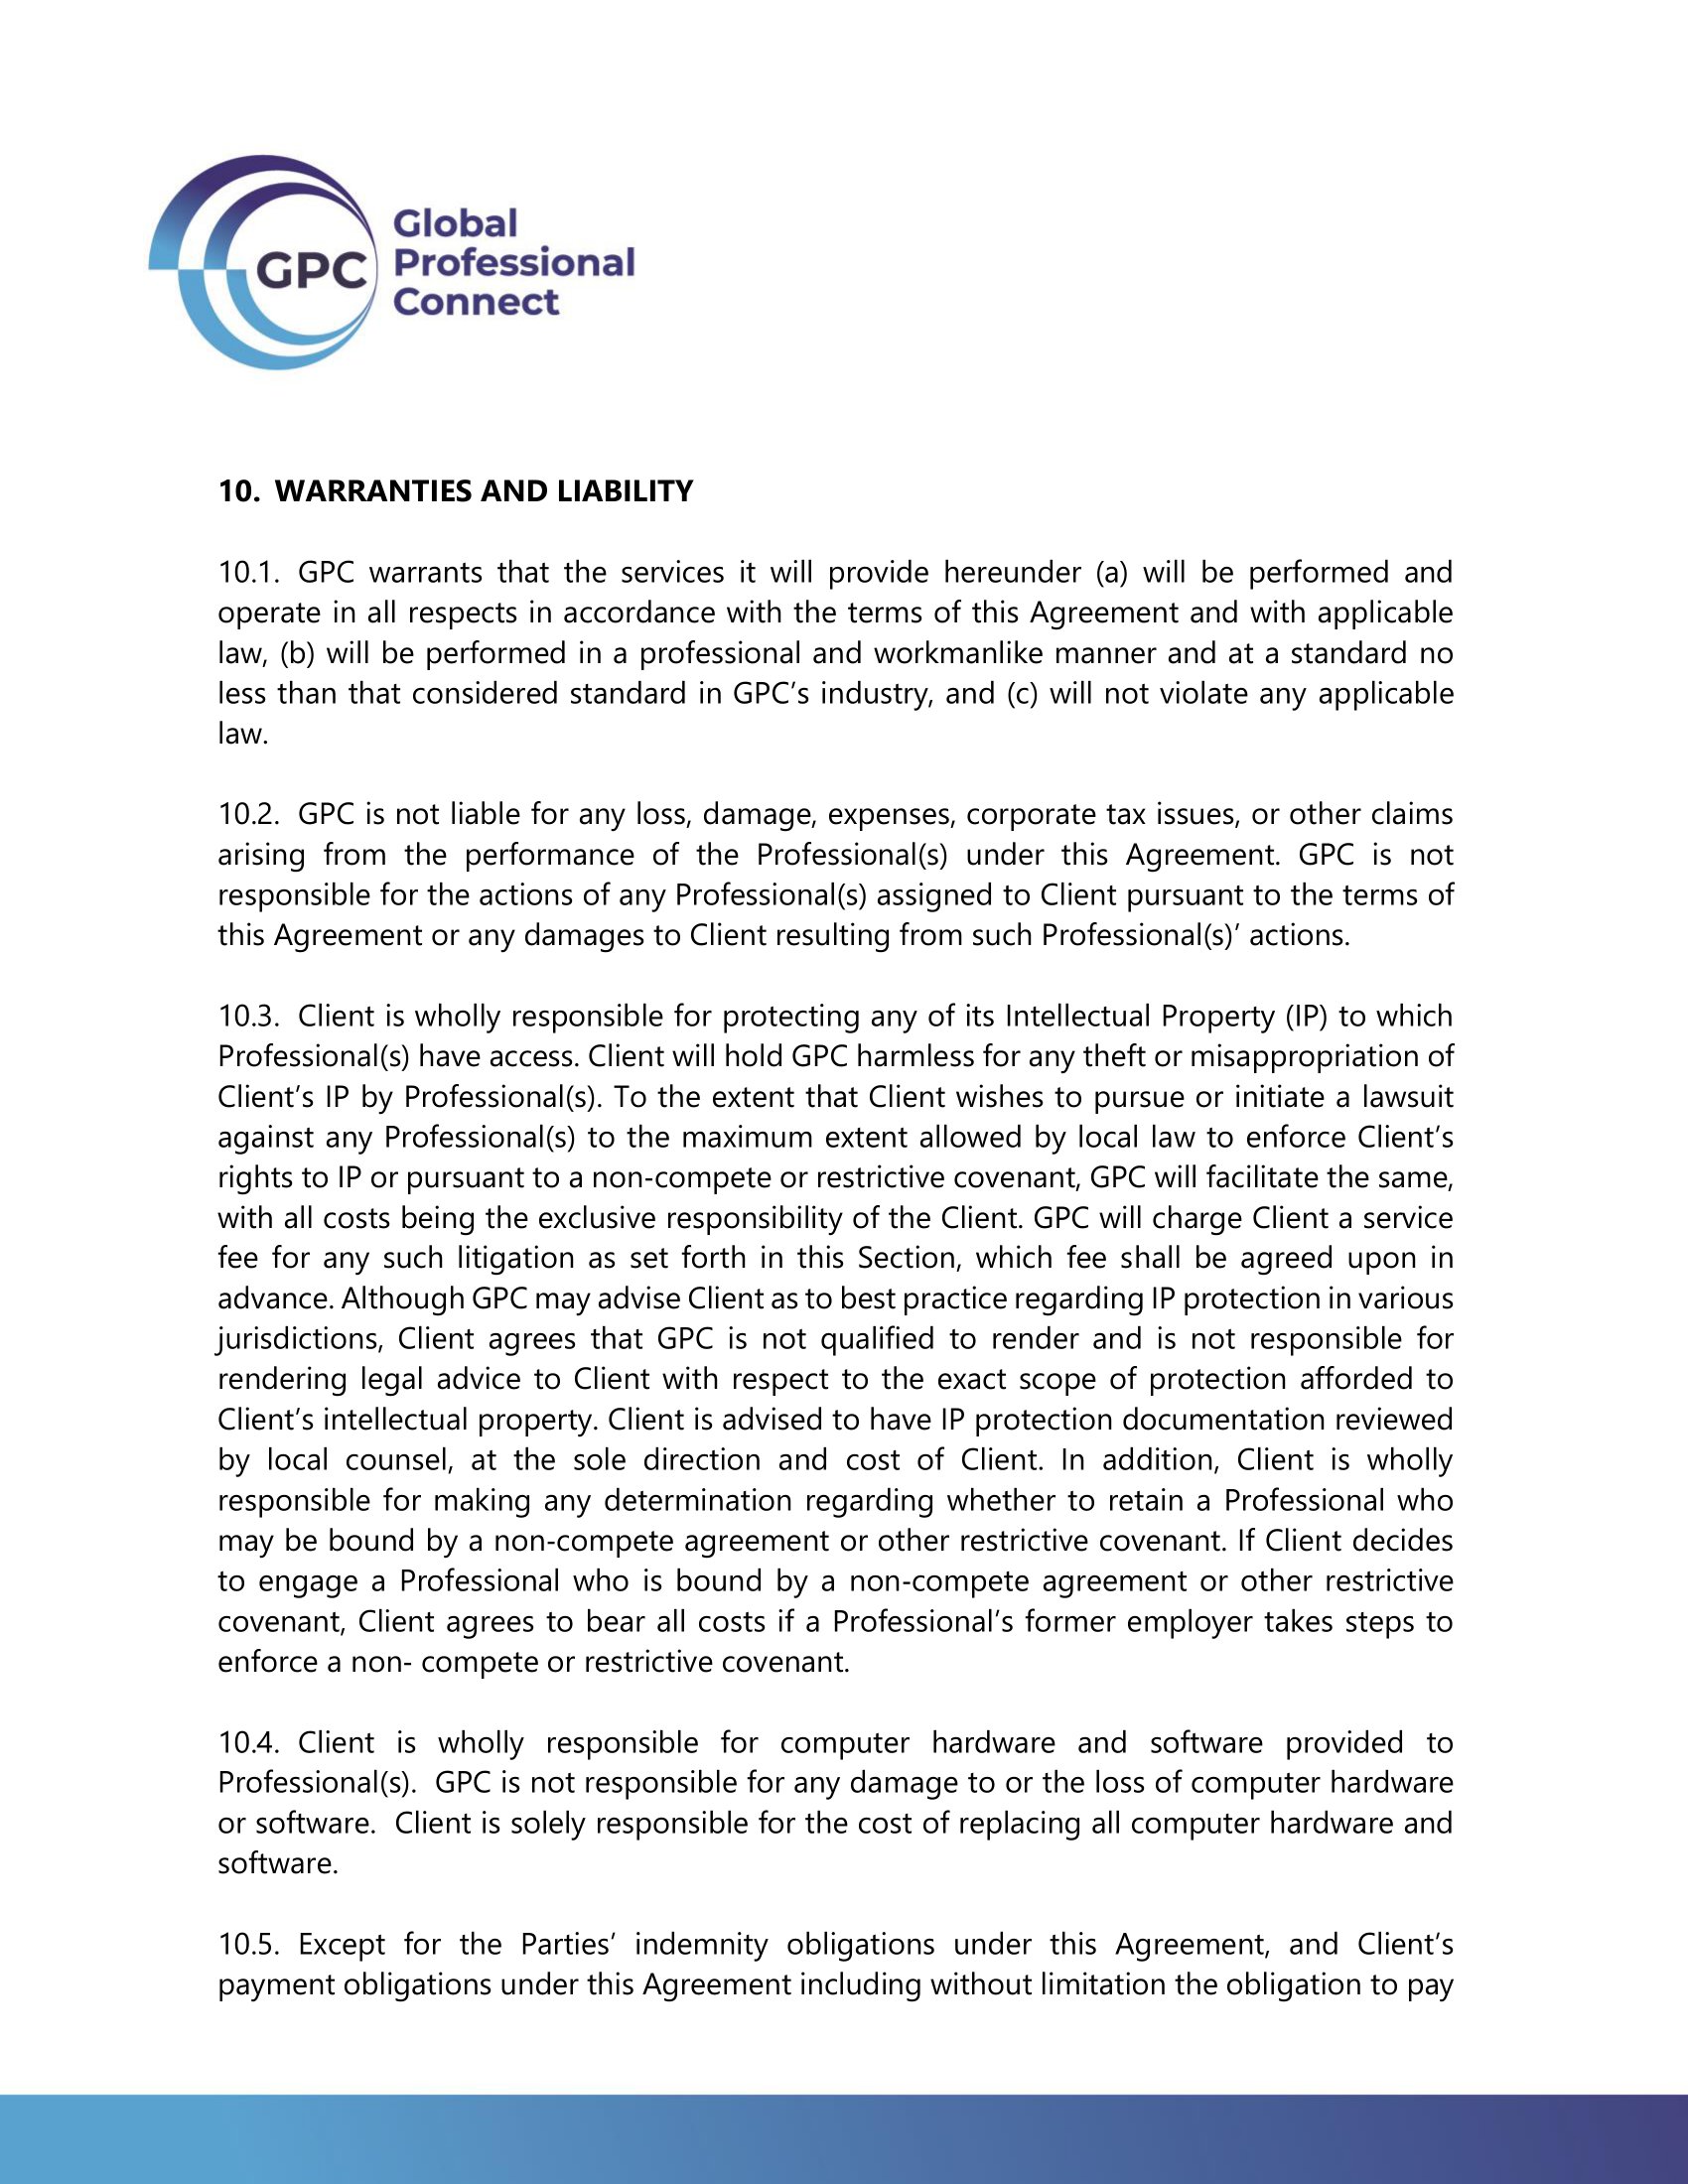 GPC
Global
Professional
Connect
10. WARRANTIES AND LIABILITY
10.1. GPC warrants that the services it will provide hereunder (a) will be performed and
operate in all respects in accordance with the terms of this Agreement and with applicable
law, (b) will be performed in a professional and workmanlike manner and at a standard no
less than that considered standard in GPC’s industry, and (c) will not violate any applicable
law.
10.2. GPC is not liable for any loss, damage, expenses, corporate tax issues, or other claims
arising from the performance of the Professional(s) under this Agreement. GPC is not
responsible for the actions of any Professional(s) assigned to Client pursuant to the terms of
this Agreement or any damages to Client resulting from such Professional(s)’ actions.
10.3. Client is wholly responsible for protecting any of its Intellectual Property (IP) to which
Professional(s) have access. Client will hold GPC harmless for any theft or misappropriation of
Client’s IP by Professional(s). To the extent that Client wishes to pursue or initiate a lawsuit
against any Professional(s) to the maximum extent allowed by local law to enforce Client’s
rights to IP or pursuant to a non-compete or restrictive covenant, GPC will facilitate the same,
with all costs being the exclusive responsibility of the Client. GPC will charge Client a service
fee for any such litigation as set forth in this Section, which fee shall be agreed upon in
advance. Although GPC may advise Client as to best practice regarding IP protection in various
jurisdictions, Client agrees that GPC is not qualified to render and is not responsible for
rendering legal advice to Client with respect to the exact scope of protection afforded to
Client’s intellectual property. Client is advised to have IP protection documentation reviewed
by local counsel, at the sole direction and cost of Client. In addition, Client is wholly
responsible for making any determination regarding whether to retain a Professional who
may be bound by a non-compete agreement or other restrictive covenant. If Client decides
to engage a Professional who is bound by a non-compete agreement or other restrictive
covenant, Client agrees to bear all costs if a Professional’s former employer takes steps to
enforce a non- compete or restrictive covenant.
10.4. Client is wholly responsible for computer hardware and software provided to
Professional(s). GPC is not responsible for any damage to or the loss of computer hardware
or software. Client is solely responsible for the cost of replacing all computer hardware and
software.
10.5. Except for the Parties’ indemnity obligations under this Agreement, and Client’s
payment obligations under this Agreement including without limitation the obligation to pay